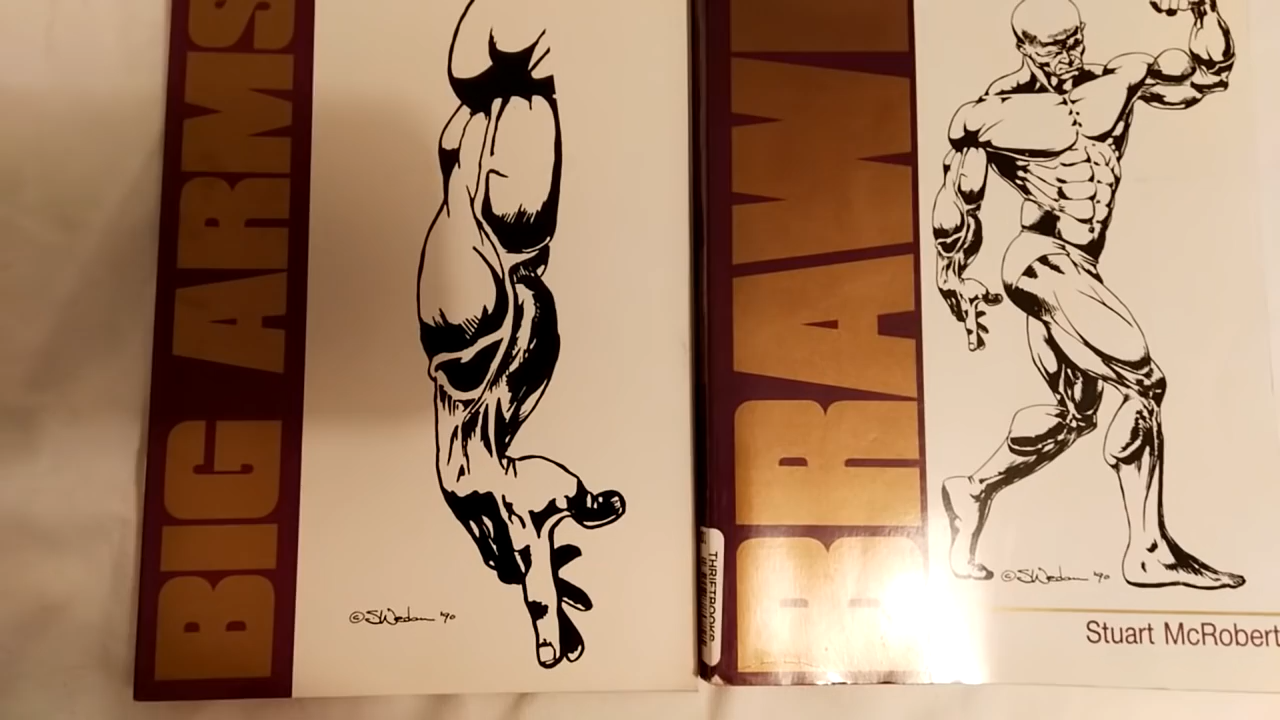 BIG ARMS
©SWedan '90
BRAW
THRIFTBOOKS
©SWedan '90
Stuart McRobert